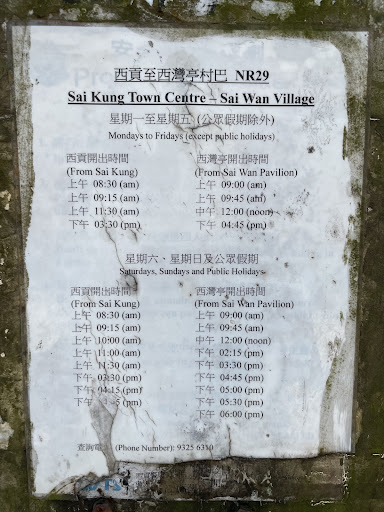 西貢至西灣亭村巴 NR29
Sai Kung Town Centre – Sai Wan Village
星期一至星期五 (公眾假期除外)
Mondays to Fridays (except public holidays)
西貢開出時間 西灣亭開出時間
(From Sai Kung) (From Sai Wan Pavilion)
上午 08:30 (am) 上午 09:00 (am)
上午 09:15 (am) 上午 09:45 (am)
上午 11:30 (am) 中午 12:00 (noon)
下午 03:30 (pm) 下午 04:45 (pm)
星期六、星期日及公眾假期
Saturdays, Sundays and Public Holidays
西貢開出時間 西灣亭開出時間
(From Sai Kung) (From Sai Wan Pavilion)
上午 08:30 (am) 上午 09:00 (am)
上午 09:15 (am) 上午 09:45 (am)
上午 10:00 (am) 中午 12:00 (noon)
上午 11:00 (am) 下午 02:15 (pm)
上午 11:30 (am) 下午 03:30 (pm)
下午 03:30 (pm) 下午 04:45 (pm)
下午 04:15 (pm) 下午 05:00 (pm)
下午 (pm) 下午 05:30 (pm)
下午 06:00 (pm)
查詢電 (Phone Number): 9325 6310